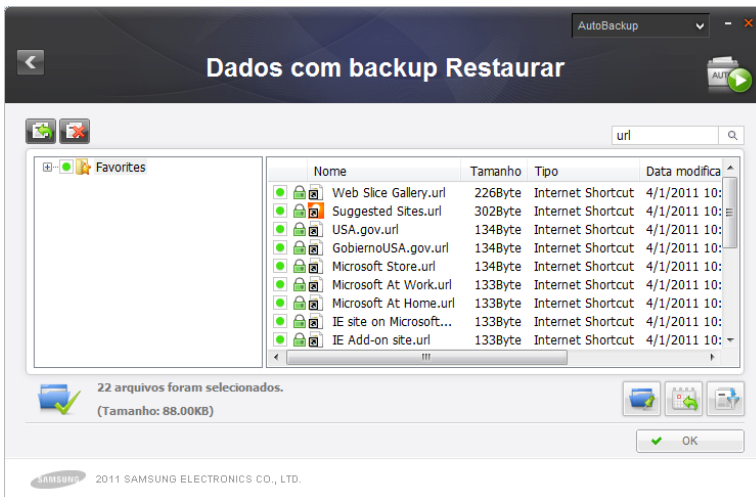 AutoBackup
Dados com backup Restaurar
AUT
url
Favorites
Nome Tamanho Tipo Data modifica
Web Slice Gallery.url 226Byte Internet Shortcut 4/1/2011 10:
Suggested Sites.url 302Byte Internet Shortcut 4/1/2011 10:
USA.gov.url 134Byte Internet Shortcut 4/1/2011 10:
GobiernoUSA.gov.url 134Byte Internet Shortcut 4/1/2011 10:
Microsoft Store.url 134Byte Internet Shortcut 4/1/2011 10:
Microsoft At Work.url 133Byte Internet Shortcut 4/1/2011 10:
Microsoft At Home.url 133Byte Internet Shortcut 4/1/2011 10:
IE site on Microsoft... 133Byte Internet Shortcut 4/1/2011 10:
IE Add-on site.url 133Byte Internet Shortcut 4/1/2011 10:
22 arquivos foram selecionados.
(Tamanho: 88.00KB)
OK
SAMSUNG 2011 SAMSUNG ELECTRONICS CO., LTD.